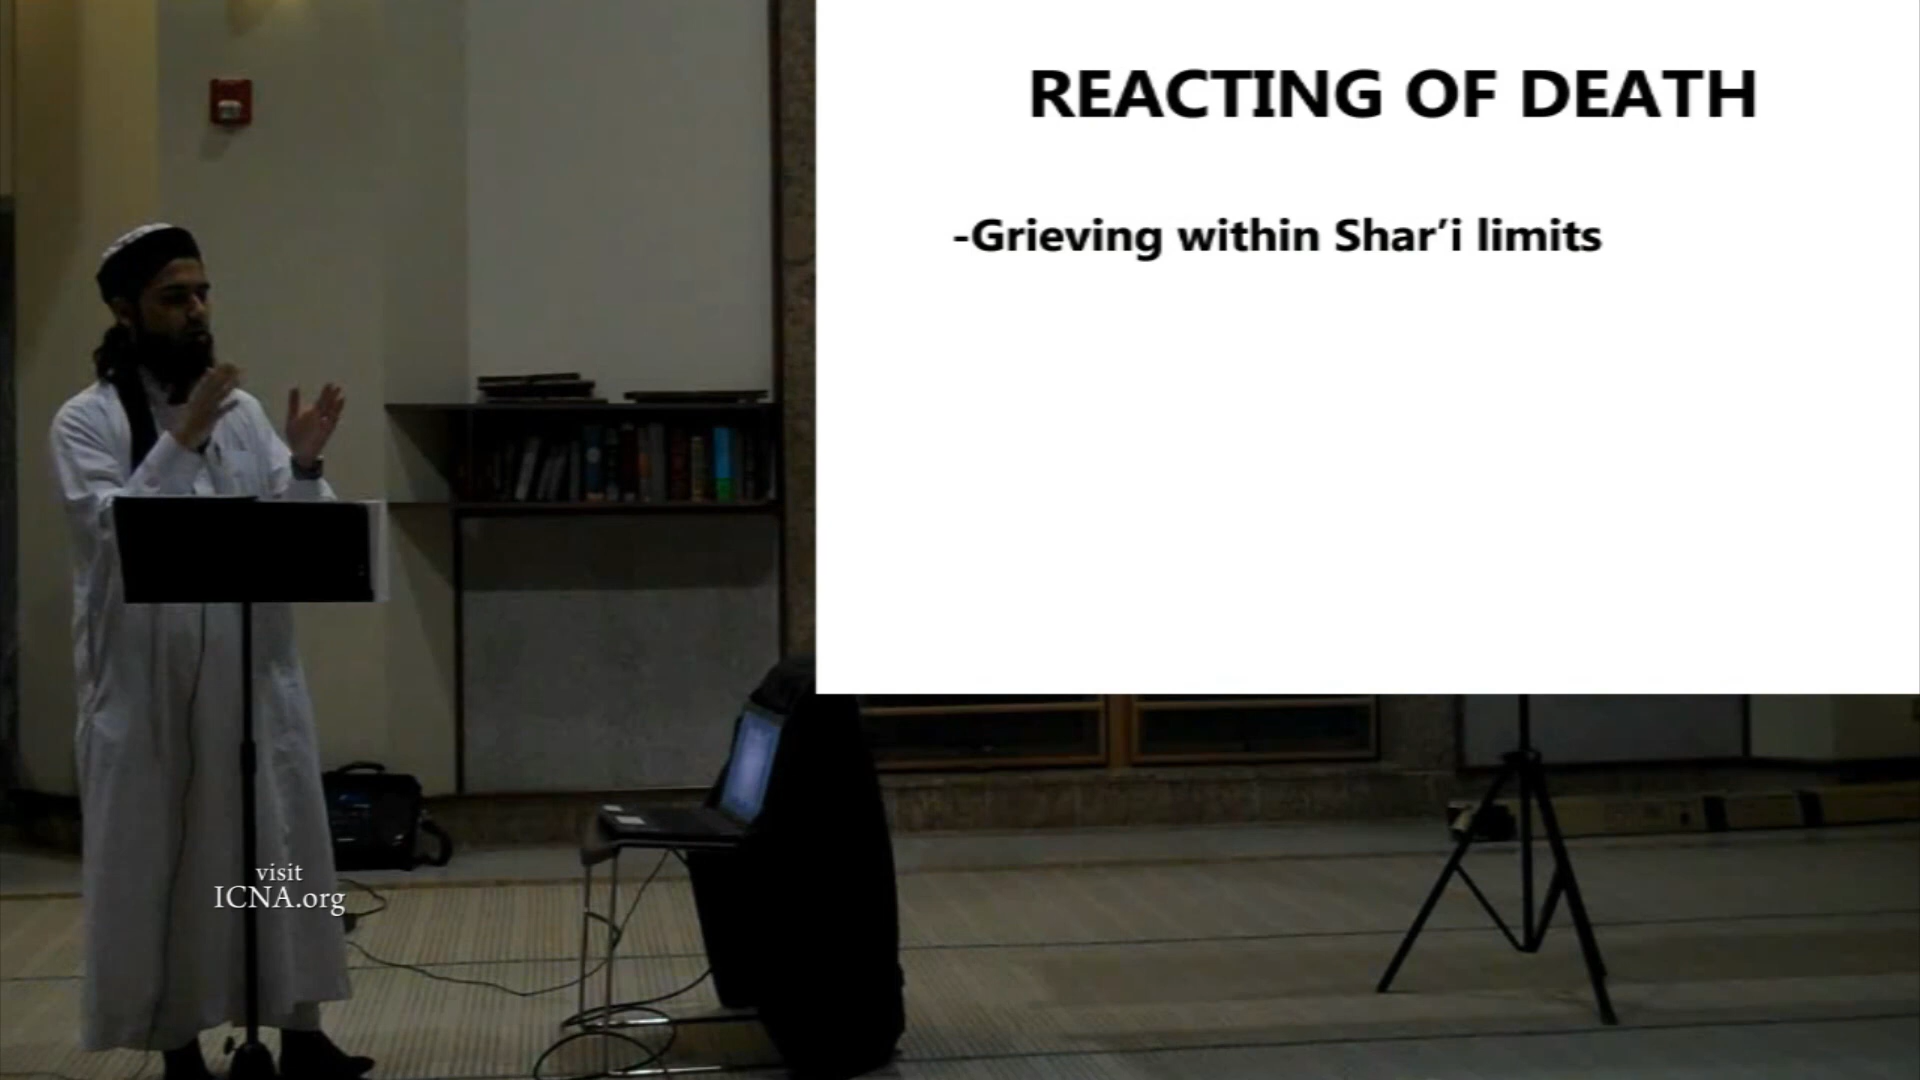 REACTING OF DEATH
-Grieving within Shar’i limits
visit
ICNA.org